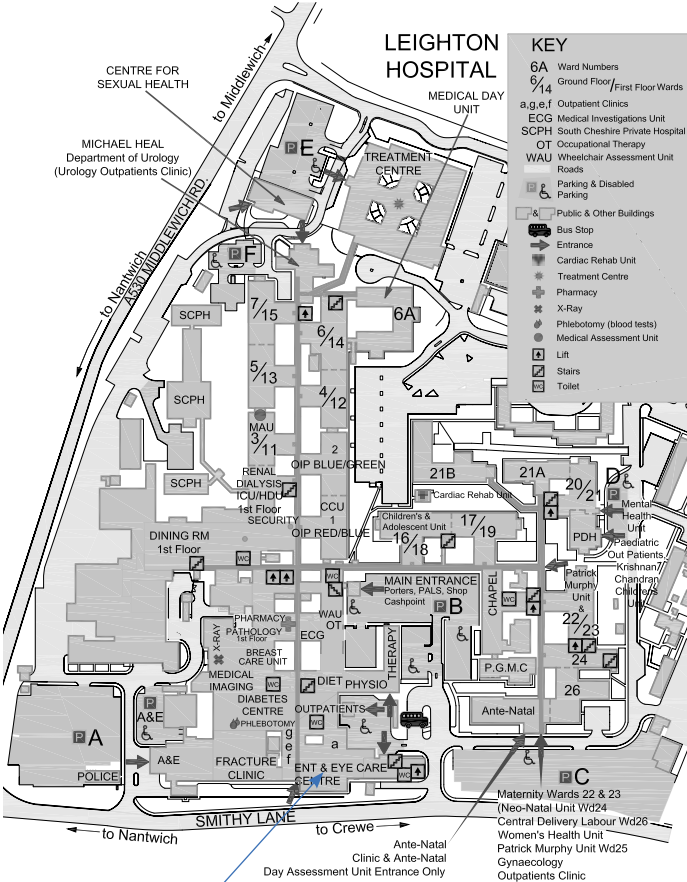 LEIGHTON
HOSPITAL
KEY
6A Ward Numbers
6/14 Ground Floor/First Floor Wards
a,g,e,f Outpatient Clinics
ECG Medical Investigations Unit
SCPH South Cheshire Private Hospital
OT Occupational Therapy
WAU Wheelchair Assessment Unit
Roads
P Parking & Disabled
Parking
& Public & Other Buildings
Bus Stop
Entrance
Cardiac Rehab Unit
Treatment Centre
Pharmacy
X-Ray
Phlebotomy (blood tests)
Medical Assessment Unit
Lift
Stairs
WC Toilet
to Middlewich
CENTRE FOR
SEXUAL HEALTH
MEDICAL DAY
UNIT
MICHAEL HEAL
Department of Urology
(Urology Outpatients Clinic)
P E
TREATMENT
CENTRE
to Nantwich
A530 MIDDLEWICH RD.
P F
7/15
6A
SCPH
6/14
5/13
SCPH
4/12
MAU
3/11
2
OIP BLUE/GREEN
RENAL
DIALYSIS
ICU/HDU
1st Floor
SECURITY
SCPH
CCU
1
OIP RED/BLUE
21B
21A
20/21
D
P
Cardiac Rehab Unit
Children's &
Adolescent Unit
17/19
16/18
Mental
Health
Unit
PDH
Paediatric
Out Patients,
Krishnan
Chandran
Childrens
Unit
DINING RM
1st Floor
WC
WC
MAIN ENTRANCE
Porters, PALS, Shop
Cashpoint
P B
CHAPEL
WC
Patrick
Murphy
Unit
&
22/23
WAU
OT
PHARMACY
PATHOLOGY
1st Floor
ECG
X-RAY
BREAST
CARE UNIT
THERAPY
24
P.G.M.C
MEDICAL
IMAGING
WC
DIET
PHYSIO
26
DIABETES
CENTRE
OUTPATIENTS
Ante-Natal
P
A&E
PHLEBOTOMY
WC
g
e
f
a
P A
POLICE
A&E
FRACTURE
CLINIC
ENT & EYE CARE
CENTRE
WC
P C
SMITHY LANE
to Nantwich
to Crewe
Maternity Wards 22 & 23
(Neo-Natal Unit Wd24
Central Delivery Labour Wd26
Women's Health Unit
Patrick Murphy Unit Wd25
Gynaecology
Outpatients Clinic
Ante-Natal
Clinic & Ante-Natal
Day Assessment Unit Entrance Only